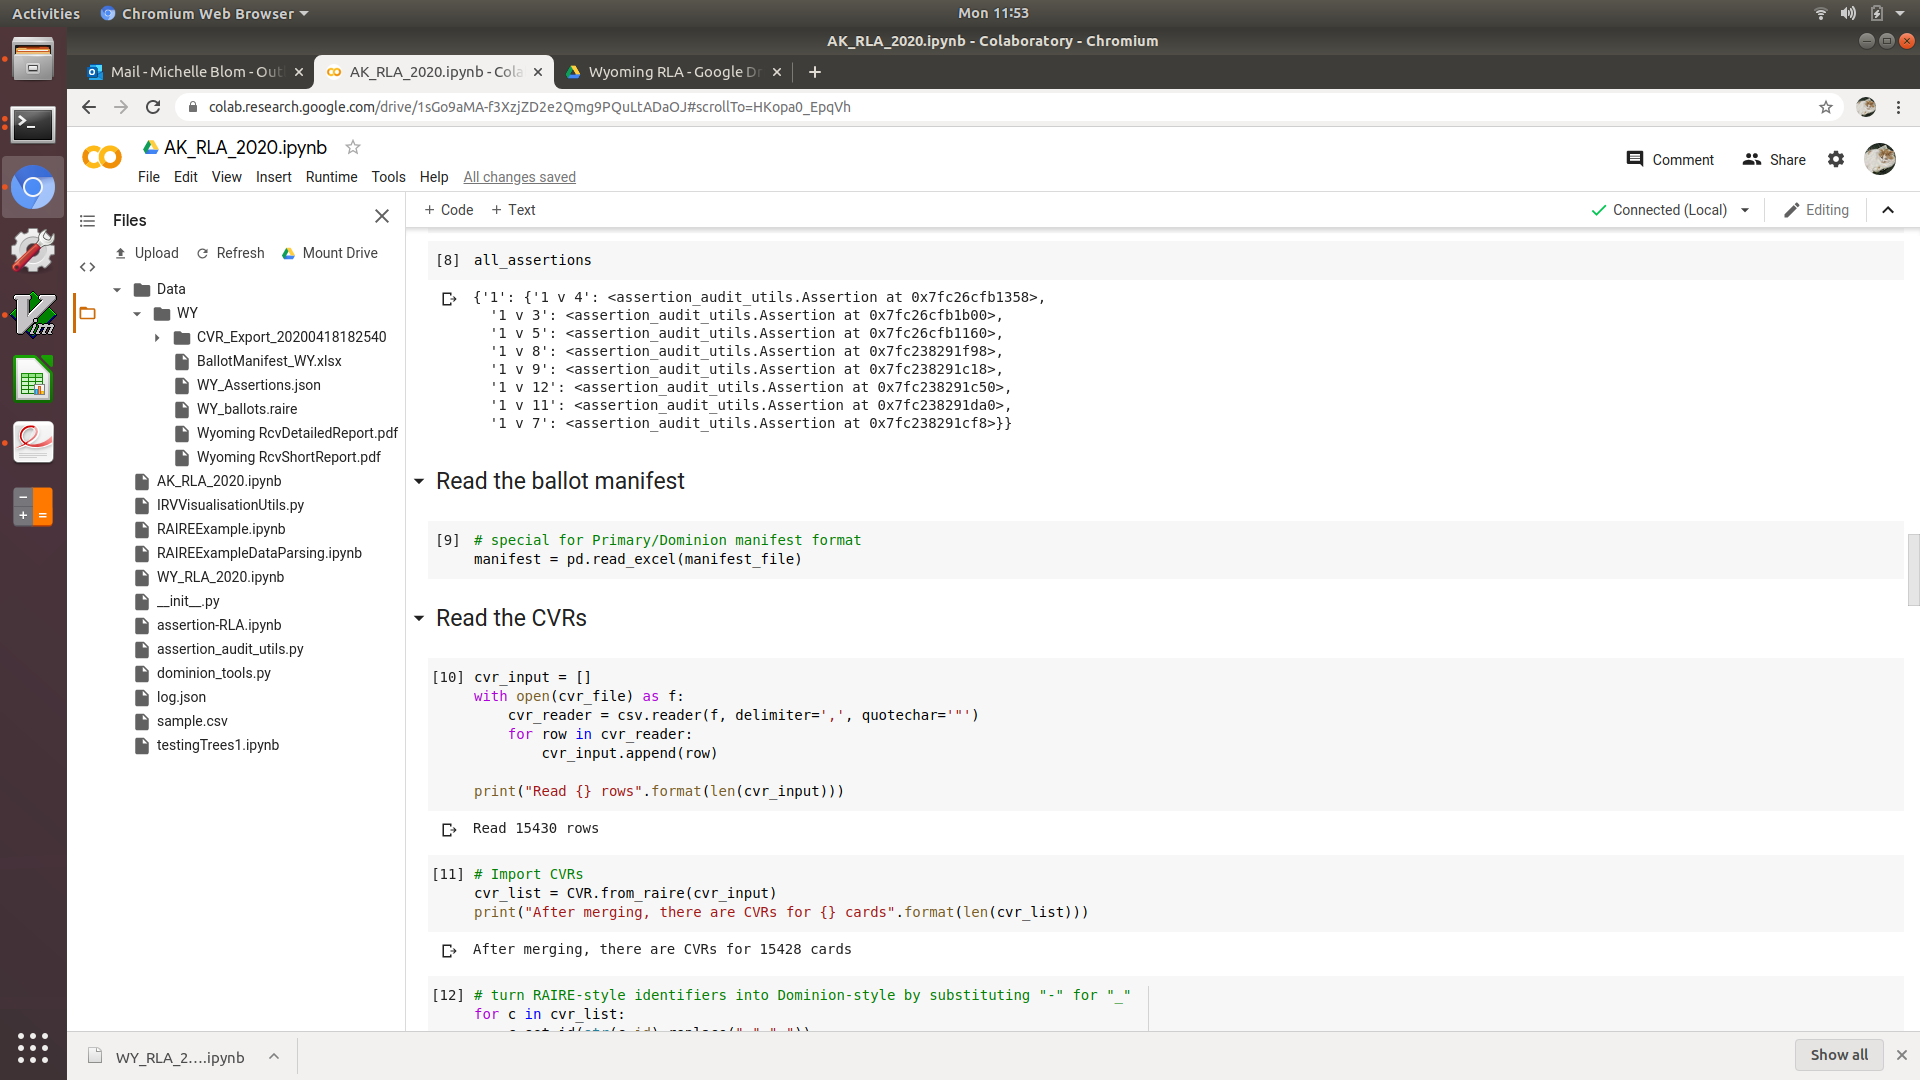 Activities
Chromium Web Browser
Mon 11:53
AK_RLA_2020.ipynb - Colaboratory - Chromium
Mail - Michelle Blom - Out
AK_RLA_2020.ipynb - Cola
Wyoming RLA - Google Dr
colab.research.google.com/drive/1sGo9aMA-f3XzjZD2e2Qmg9PQuLtADaOJ#scrollTo=HKopa0_EpqVh
AK_RLA_2020.ipynb
File Edit View Insert Runtime Tools Help All changes saved
Comment
Share
Files
Upload Refresh Mount Drive
Data
WY
CVR_Export_20200418182540
BallotManifest_WY.xlsx
WY_Assertions.json
WY_ballots.raire
Wyoming RcvDetailedReport.pdf
Wyoming RcvShortReport.pdf
AK_RLA_2020.ipynb
IRVVisualisationUtils.py
RAIREExample.ipynb
RAIREExampleDataParsing.ipynb
WY_RLA_2020.ipynb
__init__.py
assertion-RLA.ipynb
assertion_audit_utils.py
dominion_tools.py
log.json
sample.csv
testingTrees1.ipynb
+ Code + Text
Connected (Local)
Editing
[8] all_assertions
{'1': {'1 v 4': <assertion_audit_utils.Assertion at 0x7fc26cfb1358>,
'1 v 3': <assertion_audit_utils.Assertion at 0x7fc26cfb1b00>,
'1 v 5': <assertion_audit_utils.Assertion at 0x7fc26cfb1160>,
'1 v 8': <assertion_audit_utils.Assertion at 0x7fc238291f98>,
'1 v 9': <assertion_audit_utils.Assertion at 0x7fc238291c18>,
'1 v 12': <assertion_audit_utils.Assertion at 0x7fc238291c50>,
'1 v 11': <assertion_audit_utils.Assertion at 0x7fc238291da0>,
'1 v 7': <assertion_audit_utils.Assertion at 0x7fc238291cf8>}}
Read the ballot manifest
[9] # special for Primary/Dominion manifest format
manifest = pd.read_excel(manifest_file)
Read the CVRs
[10] cvr_input = []
with open(cvr_file) as f:
cvr_reader = csv.reader(f, delimiter=',', quotechar='"')
for row in cvr_reader:
cvr_input.append(row)
print("Read {} rows".format(len(cvr_input)))
Read 15430 rows
[11] # Import CVRs
cvr_list = CVR.from_raire(cvr_input)
print("After merging, there are CVRs for {} cards".format(len(cvr_list)))
After merging, there are CVRs for 15428 cards
[12] # turn RAIRE-style identifiers into Dominion-style by substituting "-" for "_"
for c in cvr_list:
WY_RLA_2....ipynb
Show all